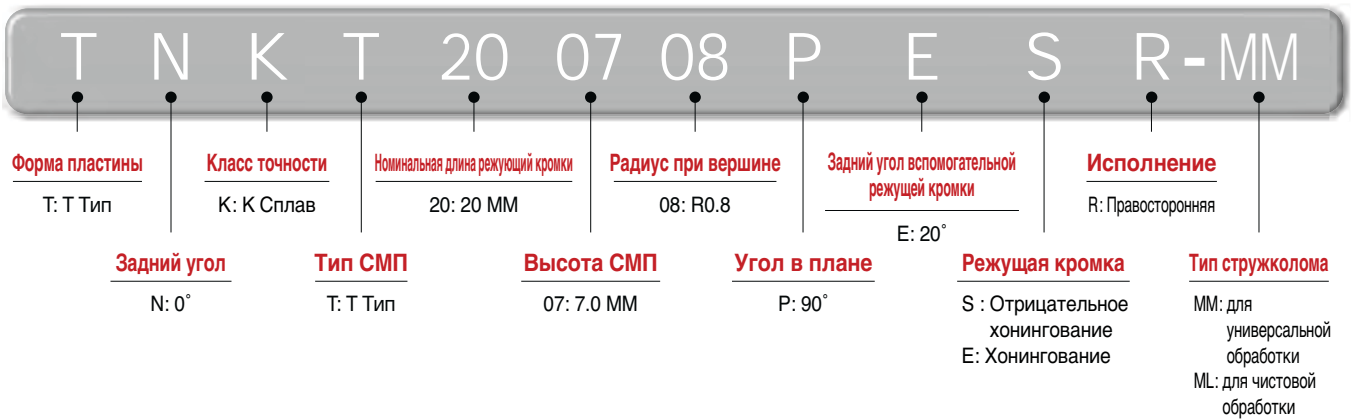 T N K T 20 07 08 P E S R-MM
Форма пластины
T: T Тип
Класс точности
K: K Сплав
Номинальная длина режующий кромки
20: 20 MM
Радиус при вершине
08: R0.8
Задний угол вспомогательной
режущей кромки
E: 20˚
Исполнение
R: Правосторонняя
Задний угол
N: 0˚
Тип СМП
T: T Тип
Высота СМП
07: 7.0 MM
Угол в плане
P: 90˚
Режущая кромка
S : Отрицательное
хонингование
E: Хонингование
Тип стружколома
MM: для
универсальной
обработки
ML: для чистовой
обработки